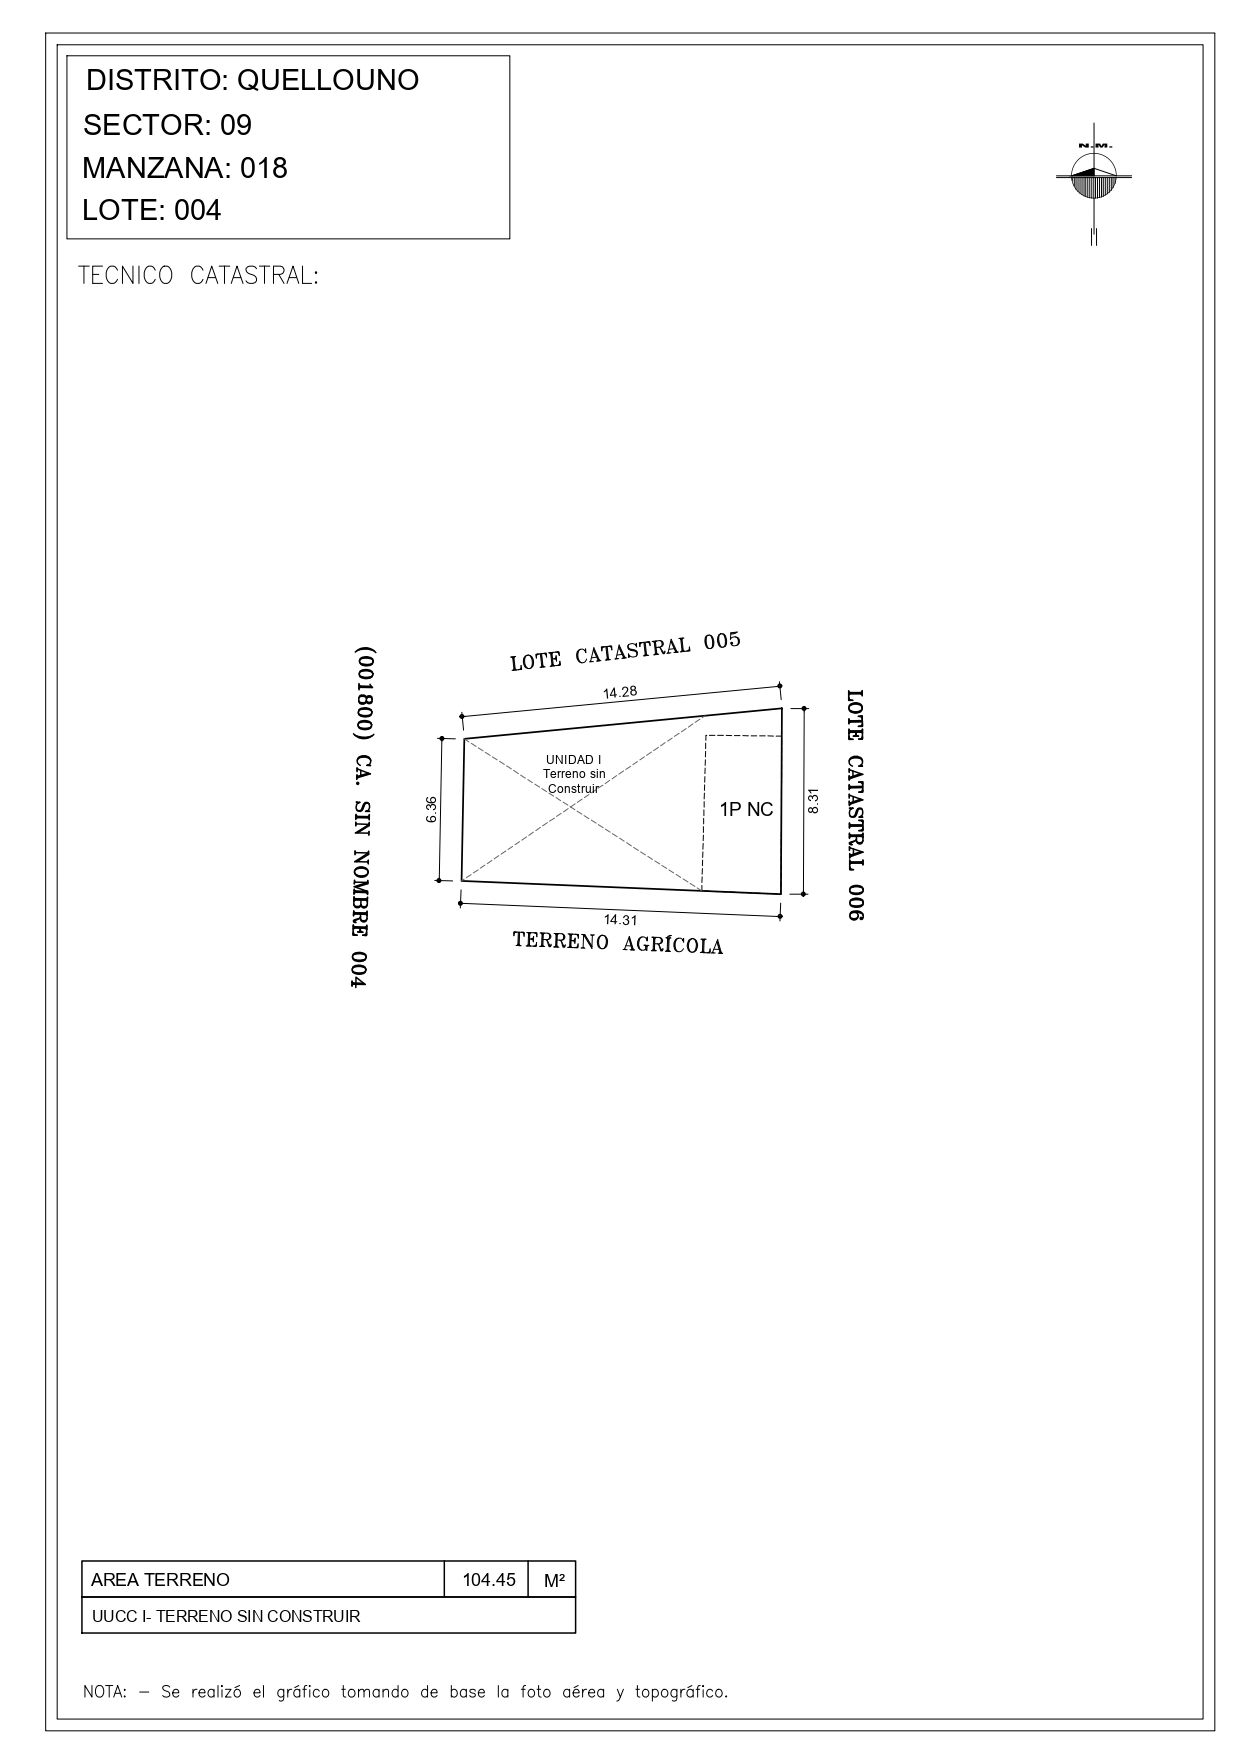 DISTRITO: QUELLOUNO
SECTOR: 09
MANZANA: 018
LOTE: 004
N.M.
TECNICO CATASTRAL:
LOTE CATASTRAL 005
14.28
(001800) CA. SIN NOMBRE 004
6.36
UNIDAD I
Terreno sin
Construir
1P NC
8.31
LOTE CATASTRAL 006
14.31
TERRENO AGRÍCOLA
AREA TERRENO 104.45 M²
UUCC I- TERRENO SIN CONSTRUIR
NOTA: - Se realizó el gráfico tomando de base la foto aérea y topográfico.